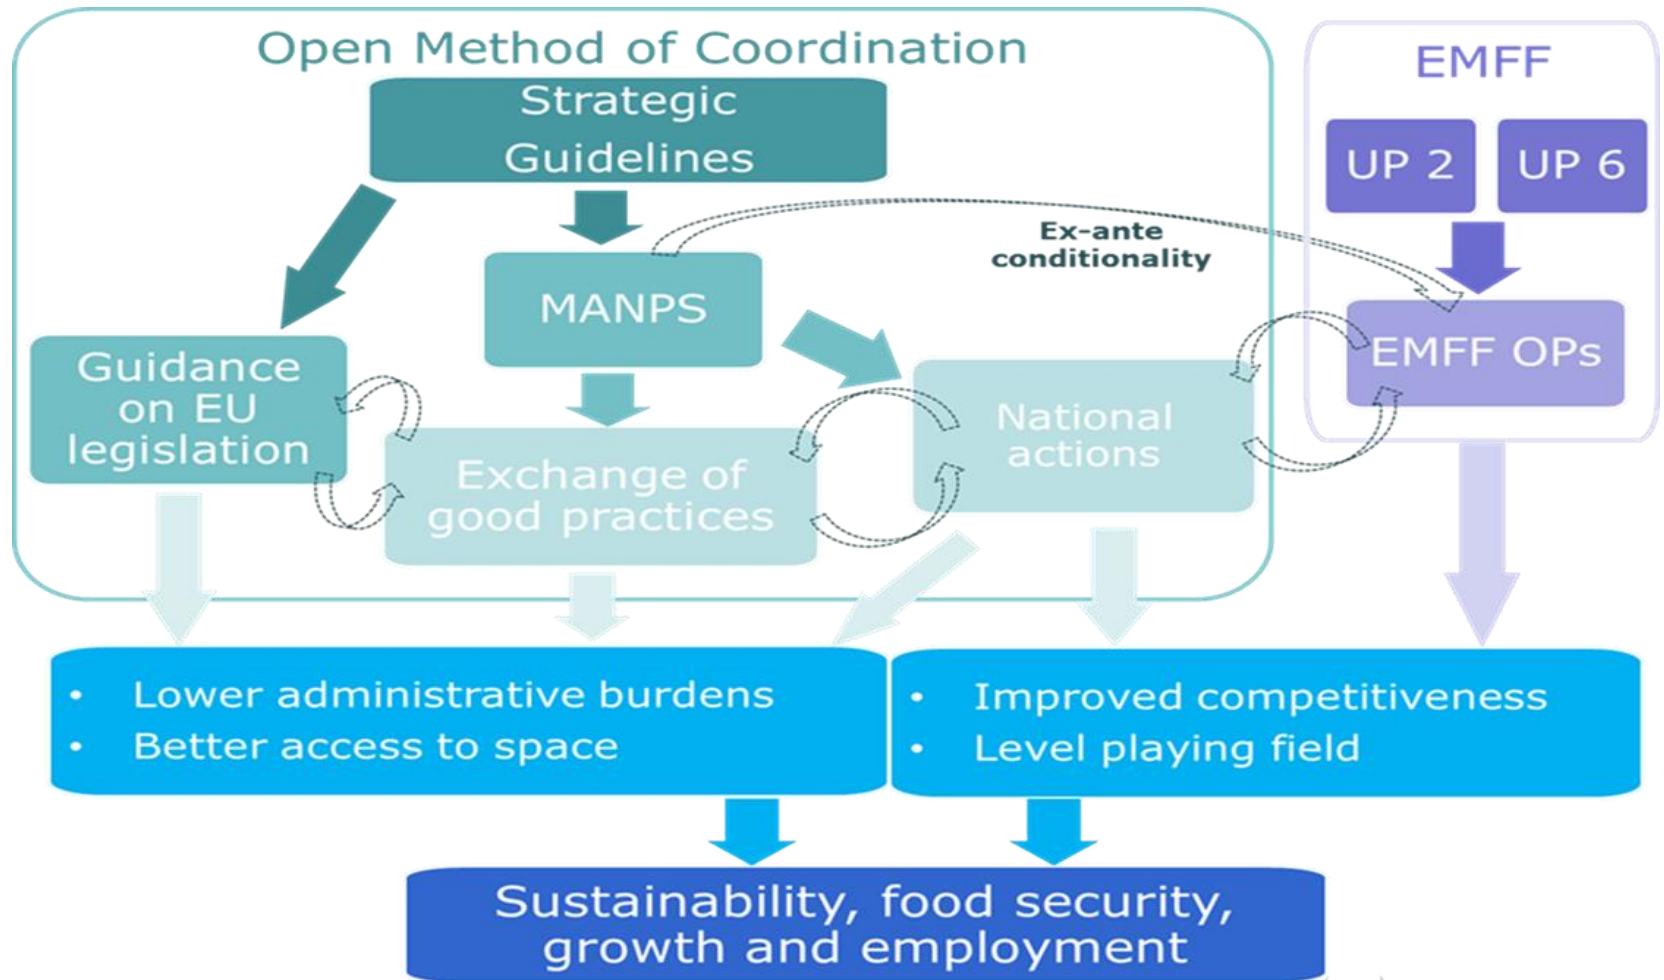 Open Method of Coordination
Strategic
Guidelines
MANPS
Guidance
on EU
legislation
Exchange of
good practices
National
actions
Ex-ante
conditionality
EMFF
UP 2
UP 6
EMFF OPs
• Lower administrative burdens
• Better access to space
• Improved competitiveness
• Level playing field
Sustainability, food security,
growth and employment